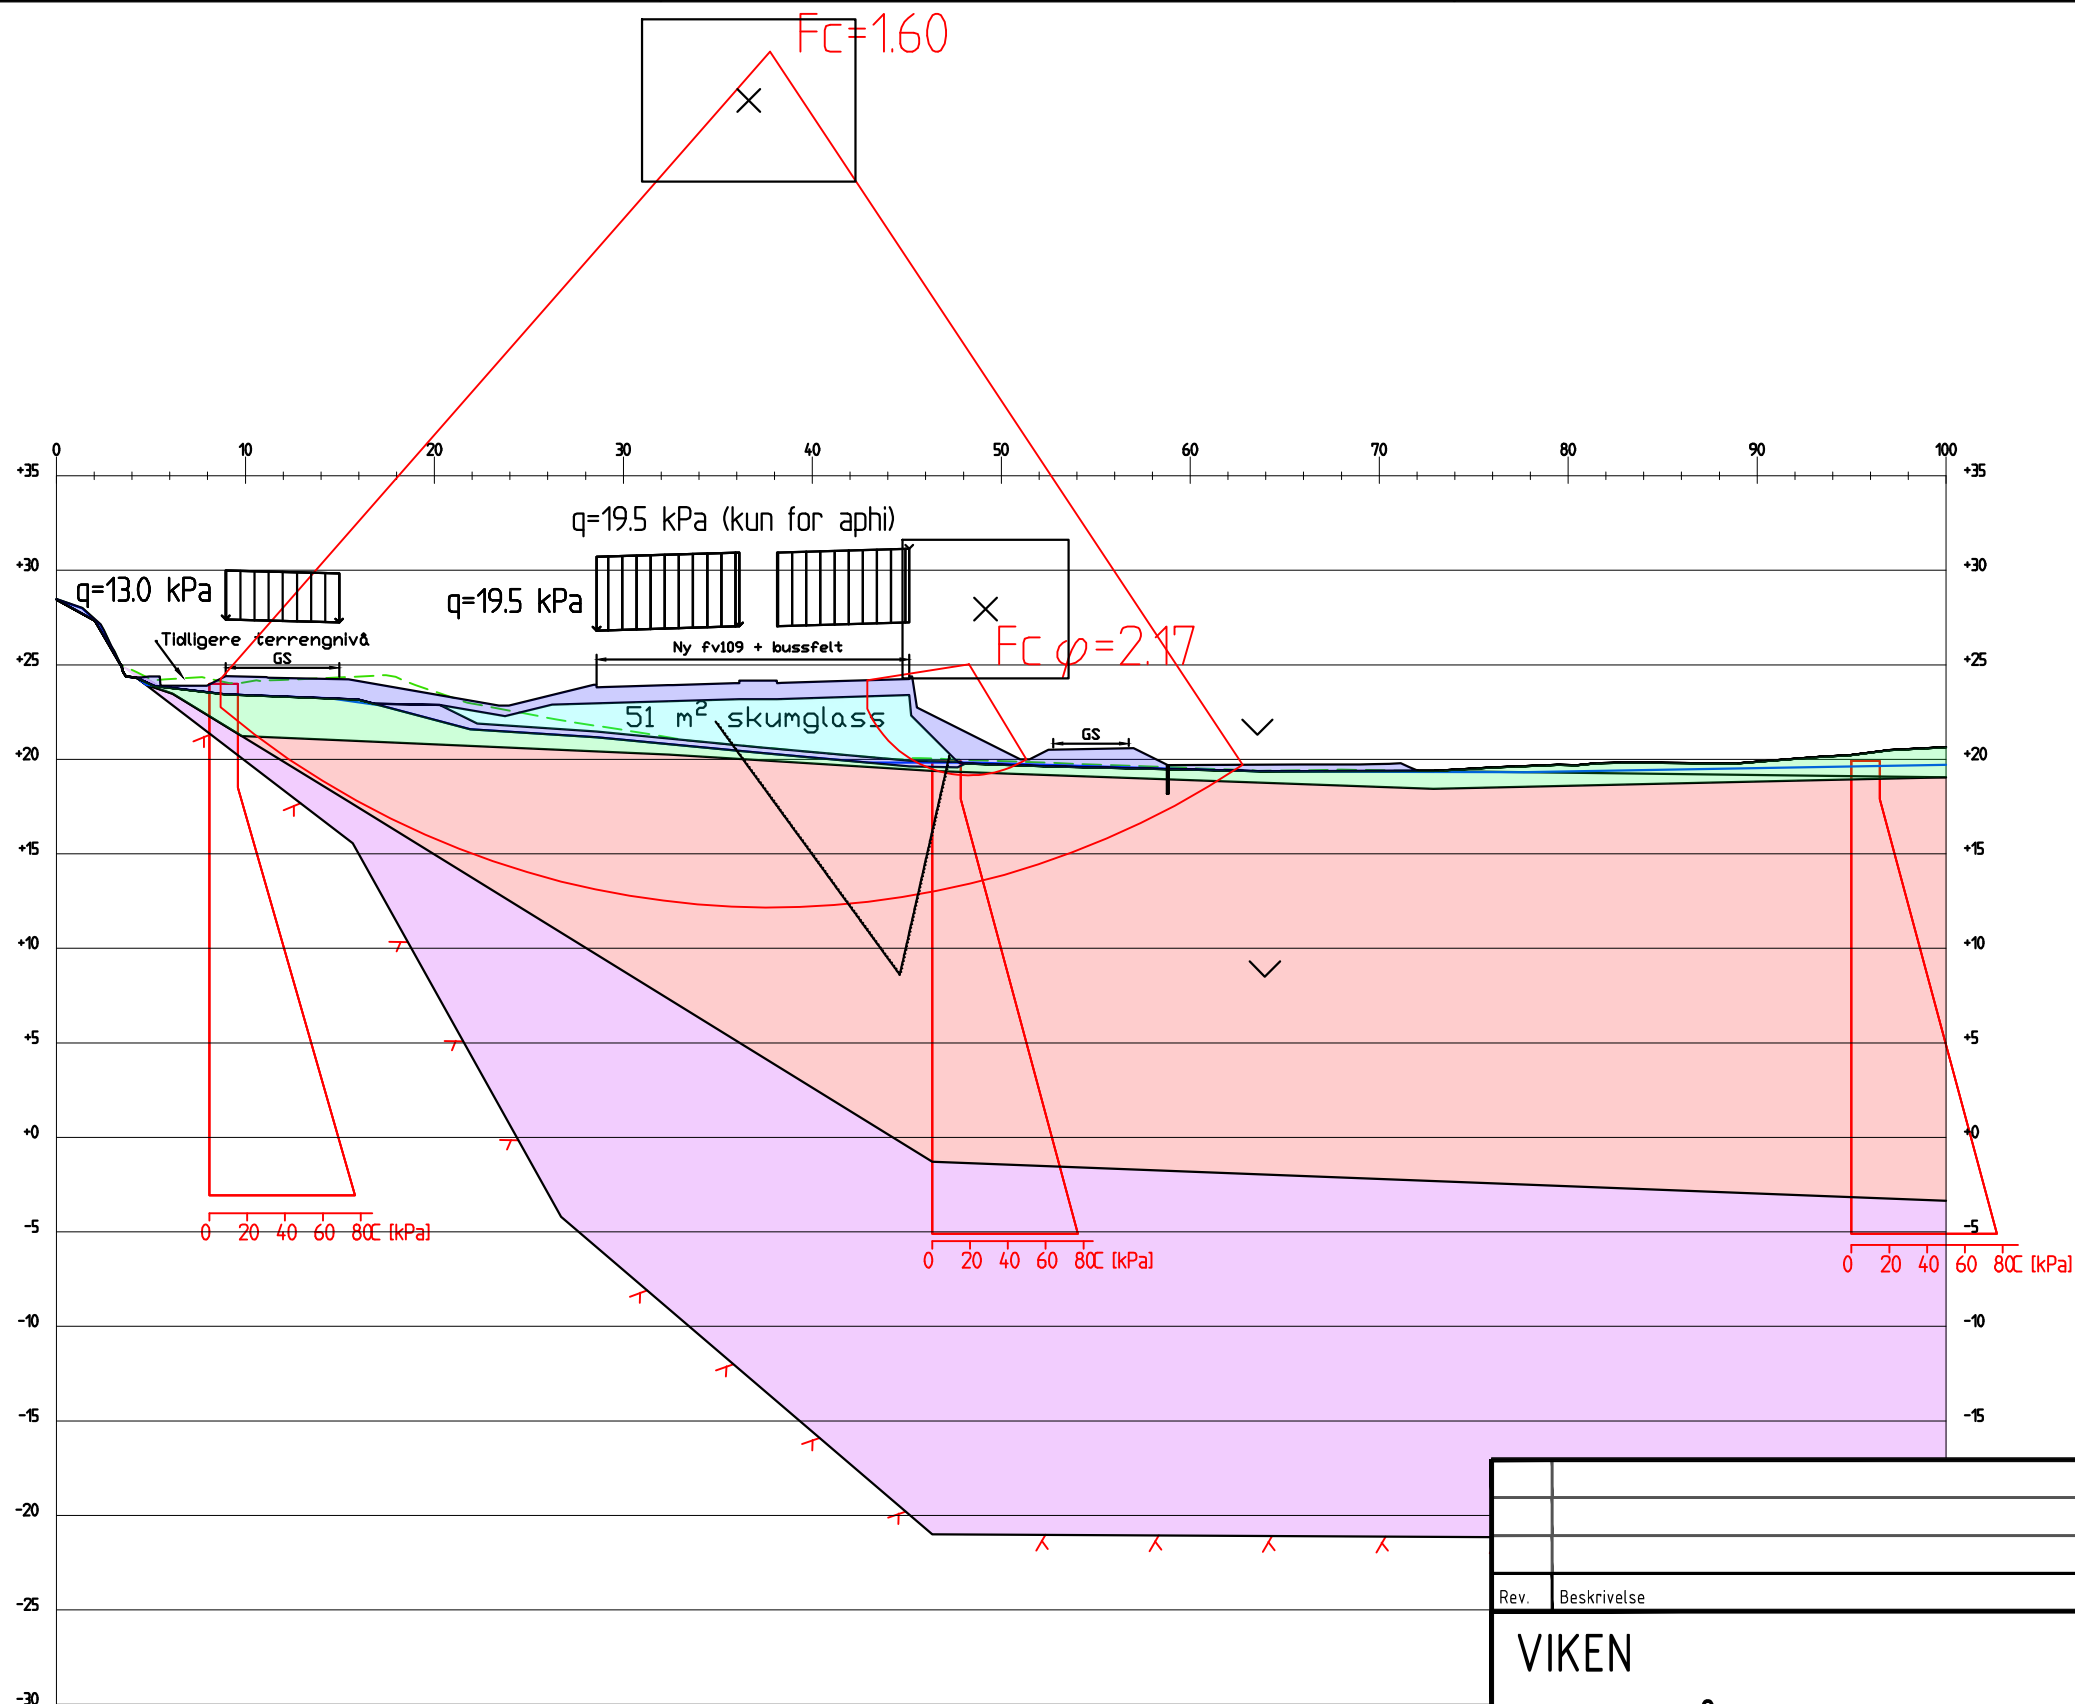 Fc=1.60
0 10 20 30 40 50 60 70 80 90 100
+35 +35
q=19.5 kPa (kun for aphi)
+30 +30
q=13.0 kPa
q=19.5 kPa
Tidligere terrengnivå
Ny fv109 + bussfelt
Fc φ=2.17
GS
+25 +25
51 m² skumglass
GS
+20 +20
+15 +15
+10 +10
+5 +5
+0 +0
-5 -5
0 20 40 60 80 C [kPa]
0 20 40 60 80 C [kPa]
0 20 40 60 80 C [kPa]
-10 -10
-15 -15
-20
-25
Rev. Beskrivelse
VIKEN
-30